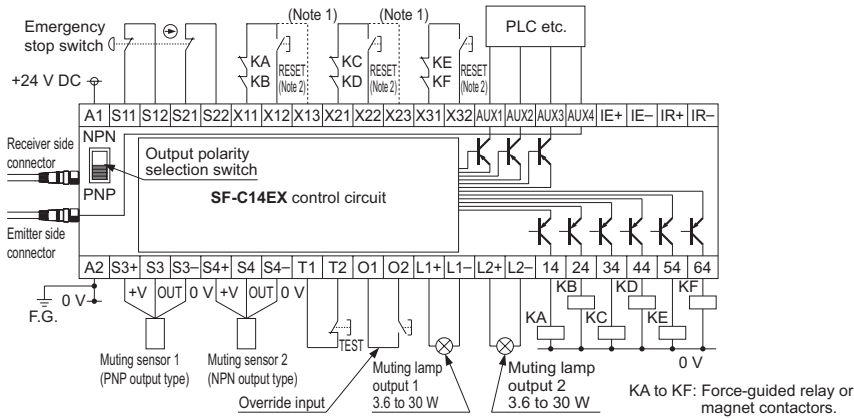 Emergency
stop switch
(Note 1)
(Note 1)
PLC etc.
+24 V DC
KA
KB
RESET
(Note 2)
KC
KD
RESET
(Note 2)
KE
KF
RESET
(Note 2)
A1 S11 S12 S21 S22 X11 X12 X13 X21 X22 X23 X31 X32 AUX1 AUX2 AUX3 AUX4 IE+ IE– IR+ IR–
Receiver side
connector
NPN
PNP
Output polarity
selection switch
SF-C14EX control circuit
Emitter side
connector
A2 S3+ S3 S3– S4+ S4 S4– T1 T2 O1 O2 L1+ L1– L2+ L2– 14 24 34 44 54 64
0 V
F.G.
+V OUT 0 V
+V OUT 0 V
TEST
KB KD KF
KA KC KE
0 V
Muting sensor 1
(PNP output type)
Muting sensor 2
(NPN output type)
Override input
Muting lamp
output 1
3.6 to 30 W
Muting lamp
output 2
3.6 to 30 W
KA to KF: Force-guided relay or
magnet contactors.